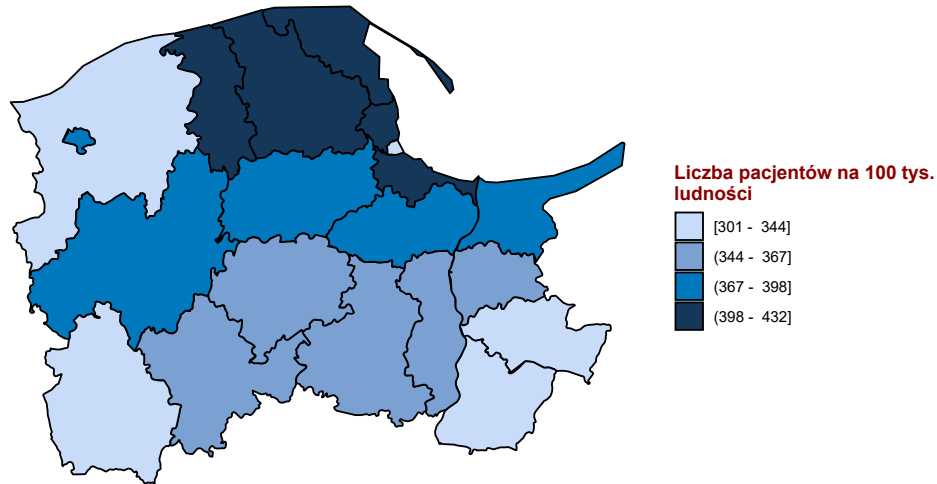 Liczba pacjentów na 100 tys.
ludności
[301 - 344]
(344 - 367]
(367 - 398]
(398 - 432]